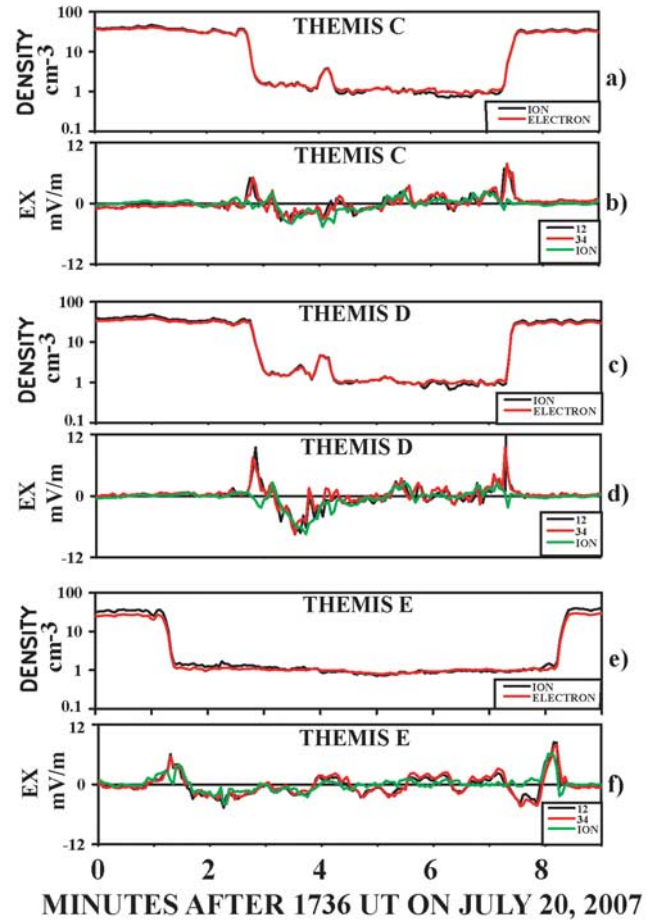 THEMIS C
DENSITY
cm-3
100
10
1
0.1
ION
ELECTRON
a)
THEMIS C
EX
mV/m
12
0
-12
12
34
ION
b)
THEMIS D
DENSITY
cm-3
100
10
1
0.1
ION
ELECTRON
c)
THEMIS D
EX
mV/m
12
0
-12
12
34
ION
d)
THEMIS E
DENSITY
cm-3
100
10
1
0.1
ION
ELECTRON
e)
THEMIS E
EX
mV/m
12
0
-12
12
34
ION
f)
0 2 4 6 8
MINUTES AFTER 1736 UT ON JULY 20, 2007